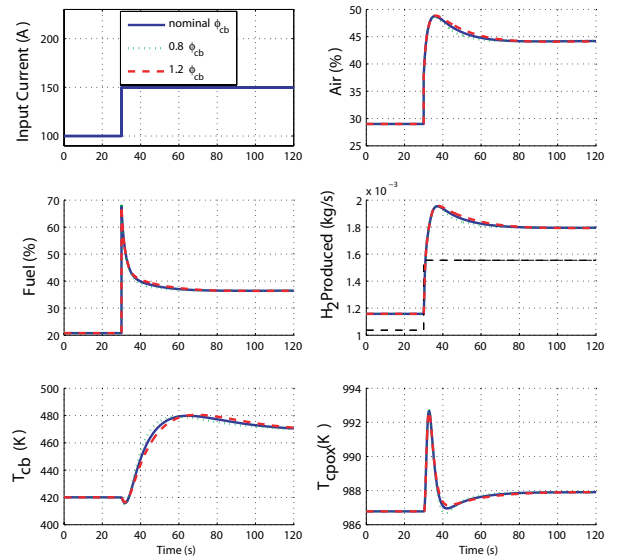 Input Current (A)
200
150
100
0 20 40 60 80 100 120
nominal ϕcb
0.8 ϕcb
1.2 ϕcb
Air (%)
50
45
40
35
30
25
0 20 40 60 80 100 120
Fuel (%)
70
60
50
40
30
20
0 20 40 60 80 100 120
H2Produced (kg/s)
x 10-3
2
1.8
1.6
1.4
1.2
1
0 20 40 60 80 100 120
Tcb (K)
500
480
460
440
420
400
0 20 40 60 80 100 120
Time (s)
Tcpox(K)
994
992
990
988
986
0 20 40 60 80 100 120
Time (s)